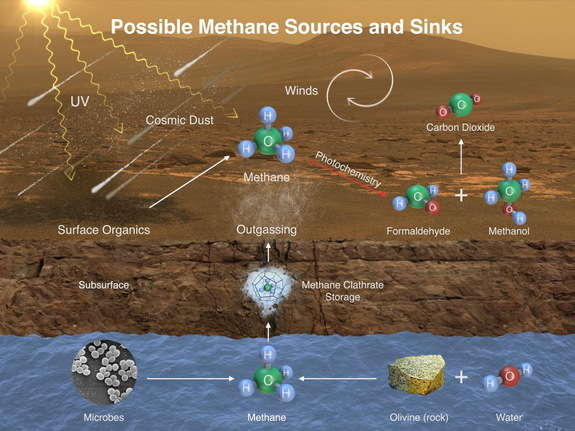 Possible Methane Sources and Sinks
UV
Cosmic Dust
Winds
H
H C H
H
Methane
O C O
Carbon Dioxide
Photochemistry
H C H
O
+
H
H C H
O
H
Surface Organics
Outgassing
Formaldehyde
Methanol
Subsurface
Methane Clathrate
Storage
H
H C H
H
+
H O H
Microbes
Methane
Olivine (rock)
Water